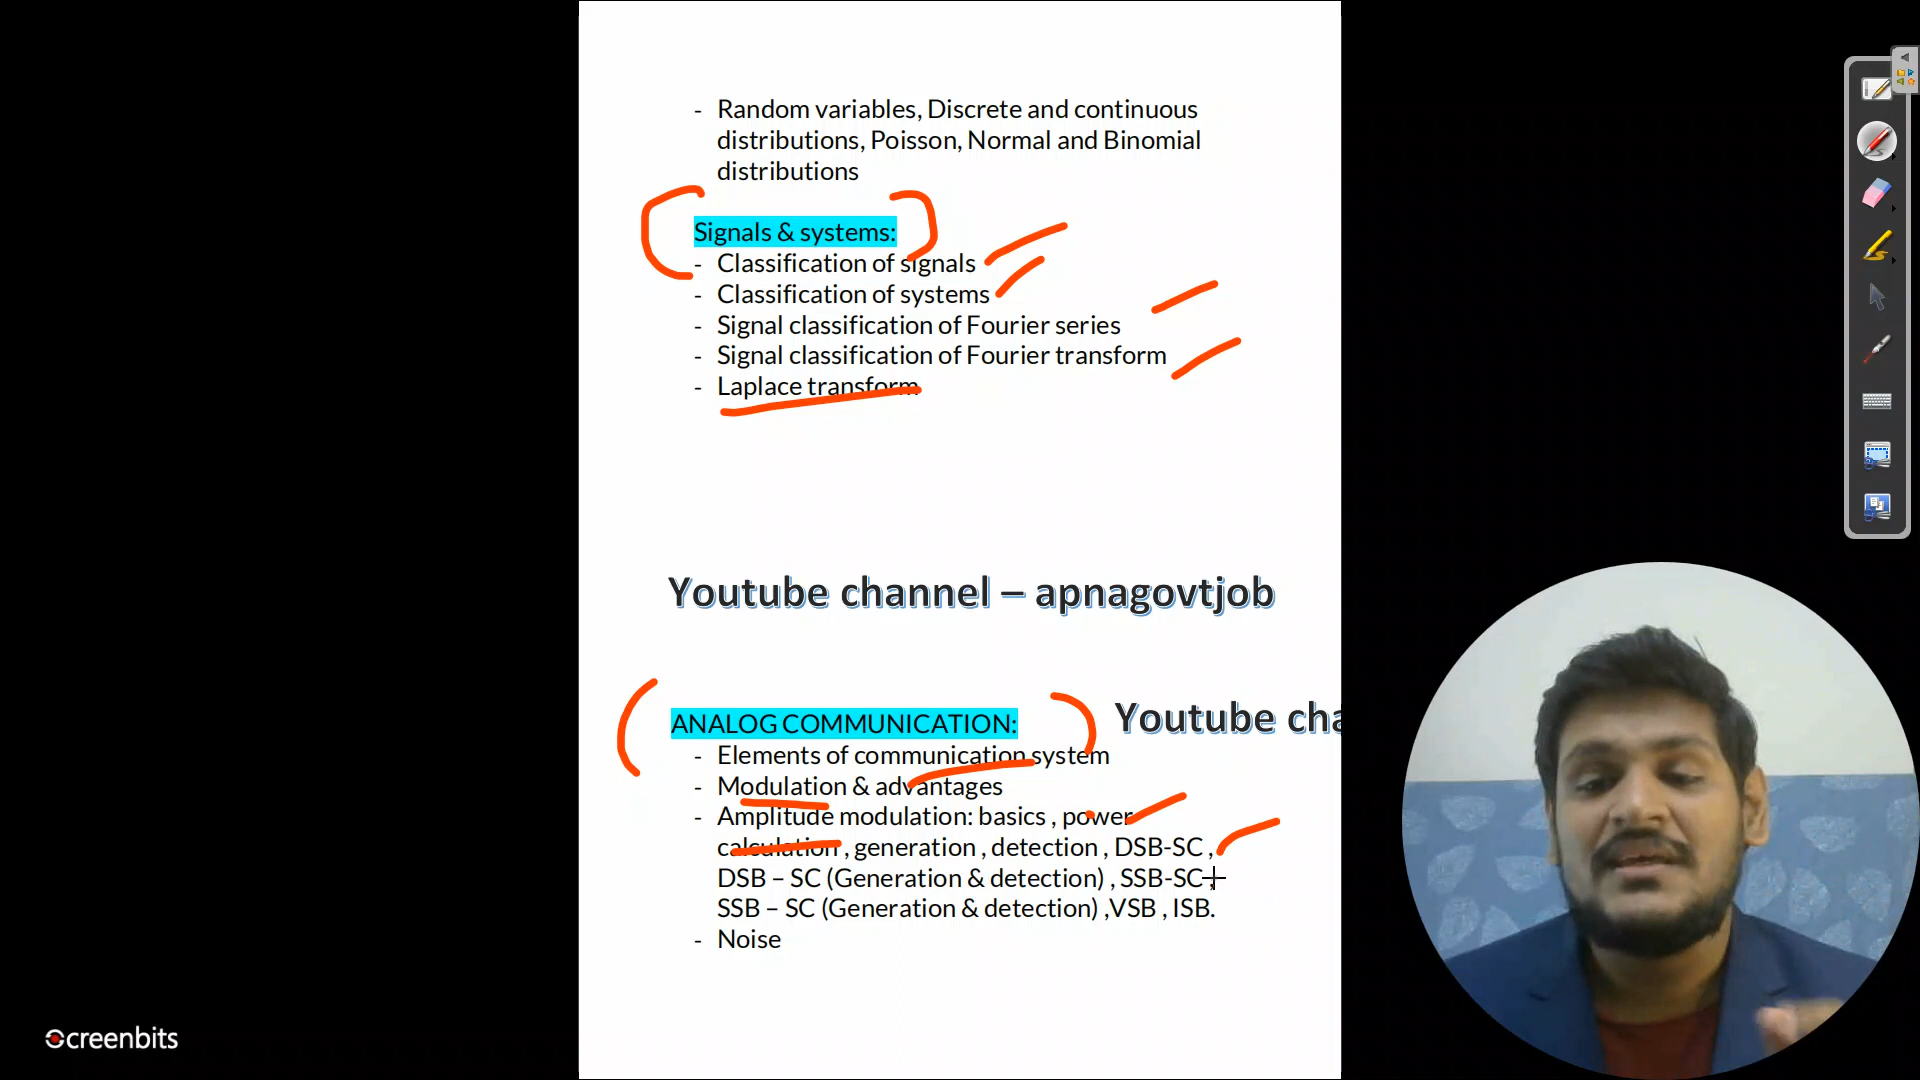 - Random variables, Discrete and continuous
distributions, Poisson, Normal and Binomial
distributions
Signals & systems:
- Classification of signals
- Classification of systems
- Signal classification of Fourier series
- Signal classification of Fourier transform
- Laplace transform
Youtube channel – apnagovtjob
ANALOG COMMUNICATION:
Youtube cha
- Elements of communication system
- Modulation & advantages
- Amplitude modulation: basics , power
calculation , generation , detection , DSB-SC ,
DSB – SC (Generation & detection) , SSB-SC ,
SSB – SC (Generation & detection) ,VSB , ISB.
- Noise
Screenbits